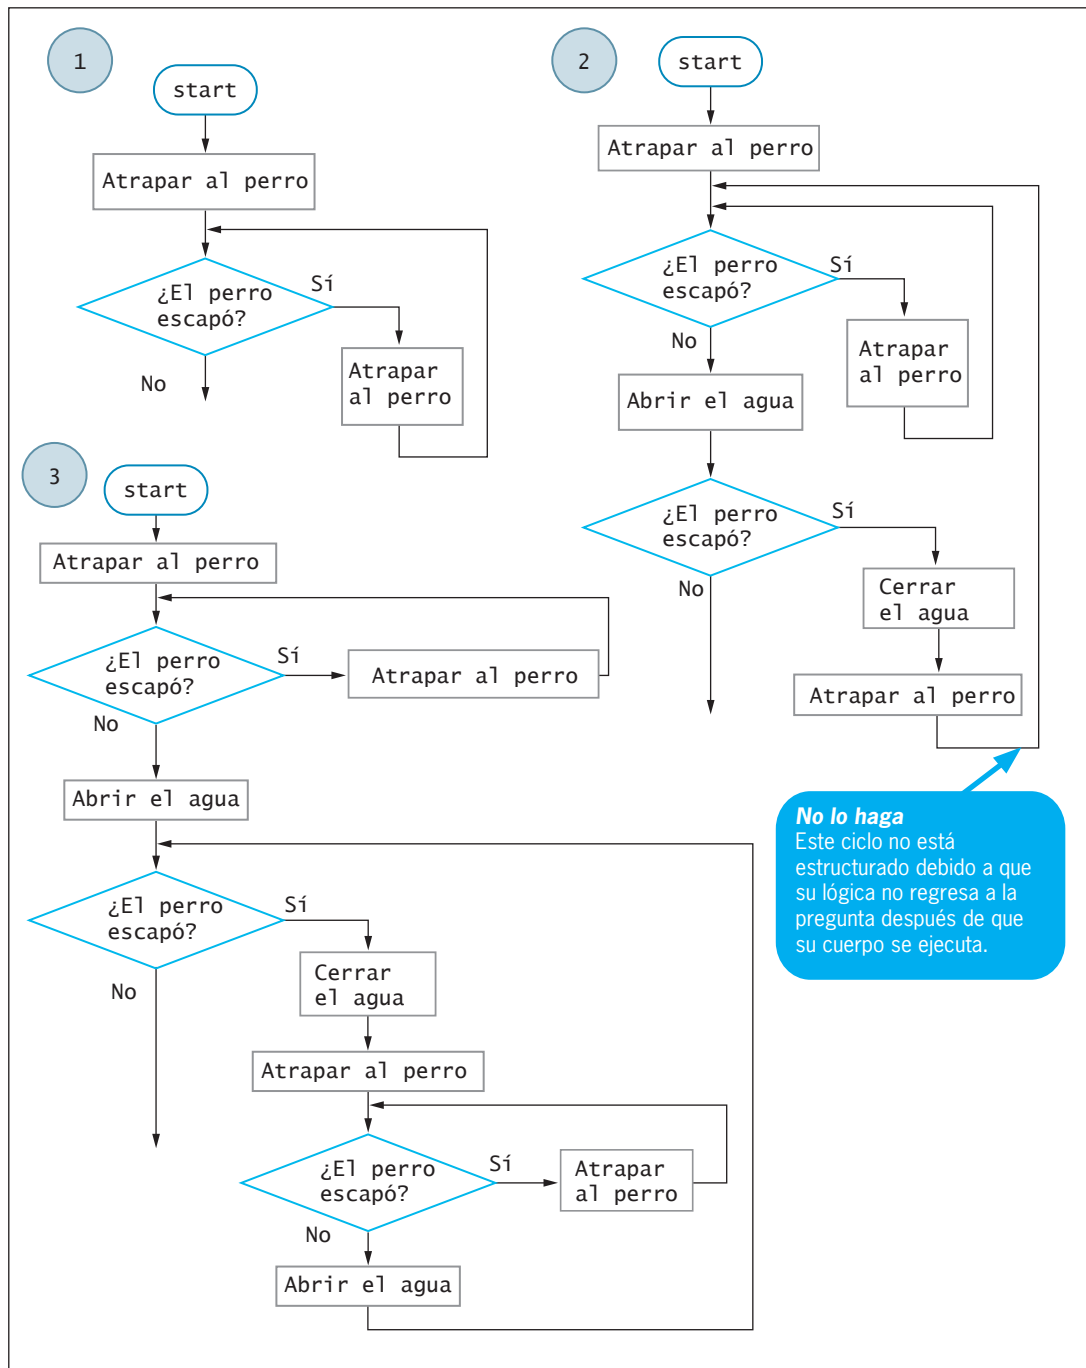 1
start
Atrapar al perro
¿El perro
escapó?
Sí
No
Atrapar
al perro
2
start
Atrapar al perro
¿El perro
escapó?
Sí
No
Atrapar
al perro
Abrir el agua
¿El perro
escapó?
Sí
No
Cerrar
el agua
Atrapar al perro
No lo haga
Este ciclo no está
estructurado debido a que
su lógica no regresa a la
pregunta después de que
su cuerpo se ejecuta.
3
start
Atrapar al perro
¿El perro
escapó?
Sí
Atrapar al perro
No
Abrir el agua
¿El perro
escapó?
Sí
No
Cerrar
el agua
Atrapar al perro
¿El perro
escapó?
Sí
Atrapar
al perro
No
Abrir el agua